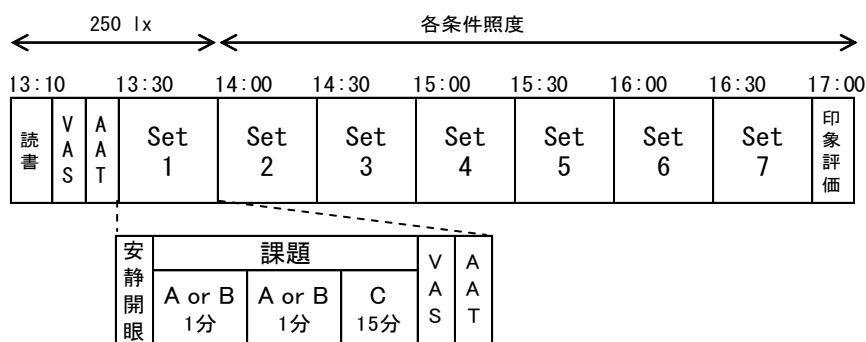 250 lx 各条件照度
13:10 13:30 14:00 14:30 15:00 15:30 16:00 16:30 17:00
読書 VAS AAT Set 1 Set 2 Set 3 Set 4 Set 5 Set 6 Set 7 印象評価
安静開眼 課題 VAS AAT
A or B 1分 A or B 1分 C 15分